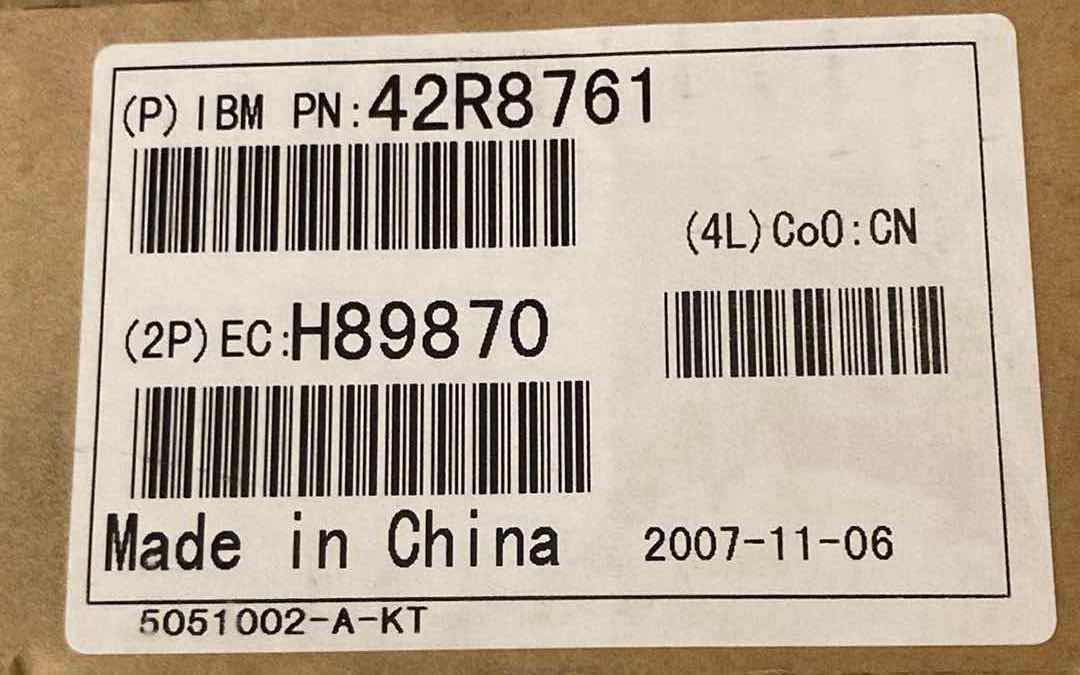 (P) IBM PN:42R8761
(4L) CoO:CN
(2P) EC:H89870
Made in China
2007-11-06
5051002-A-KT